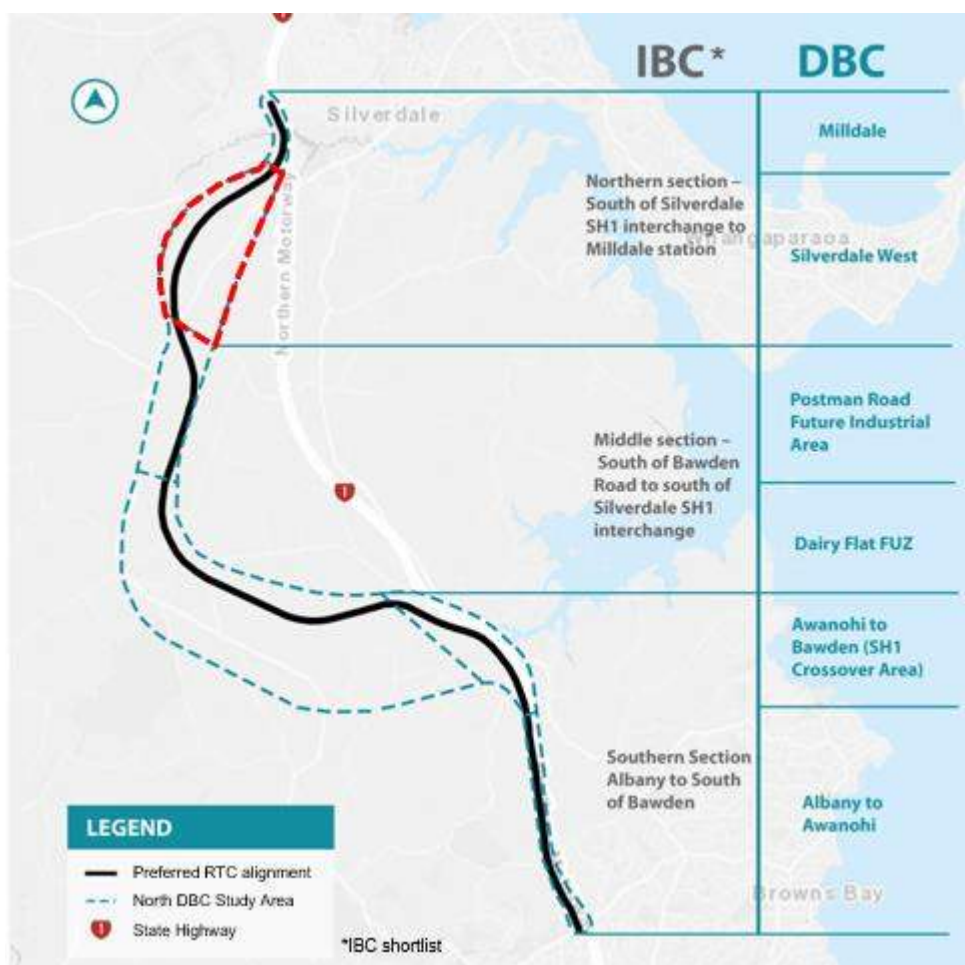 IBC*
DBC
1
Silverdale
Milldale
Northern section –
South of Silverdale
SH1 interchange to
Milldale station
Silverdale West
Northern Motorway
Postman Road
Future Industrial
Area
Middle section –
South of Bawden
Road to south of
Silverdale SH1
interchange
1
Dairy Flat FUZ
Awanohi to
Bawden (SH1
Crossover Area)
Southern Section
Albany to South
of Bawden
Albany to
Awanohi
Browns Bay
LEGEND
Preferred RTC alignment
North DBC Study Area
1
State Highway
*IBC shortlist